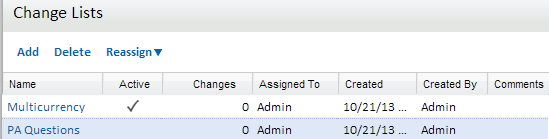 Change Lists
Add Delete Reassign▼
Name Active Changes Assigned To Created Created By Comments
Multicurrency ✓ 0 Admin 10/21/13 ... Admin
PA Questions 0 Admin 10/21/13 ... Admin